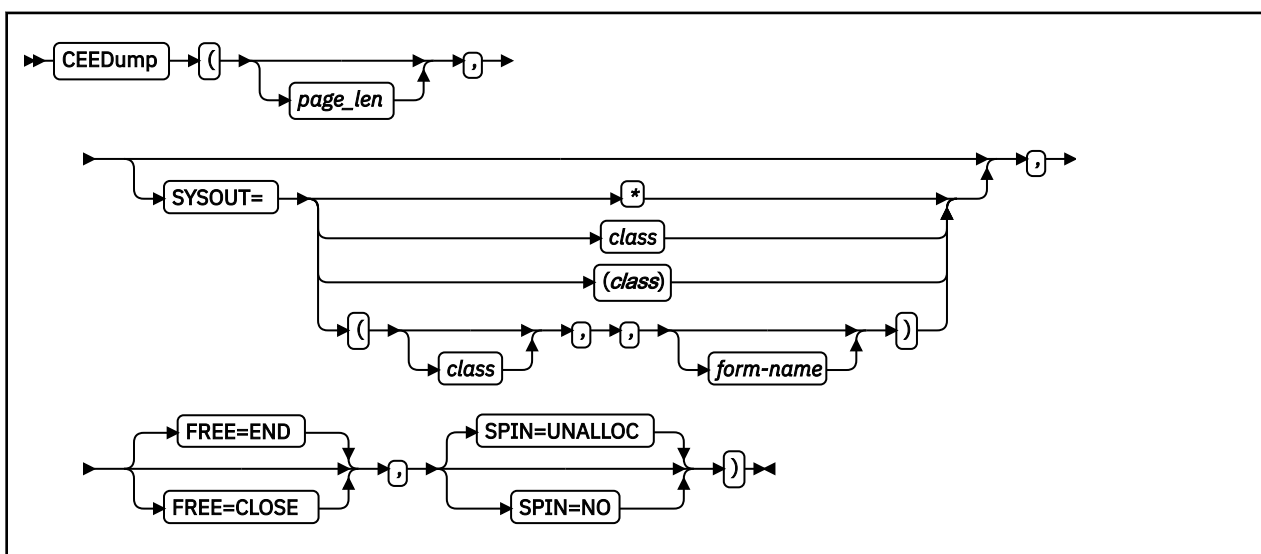 CEEDump ( ,
page_len
,
SYSOUT= *
class
(class)
( , , )
class form-name
FREE=END SPIN=UNALLOC
, )
FREE=CLOSE SPIN=NO